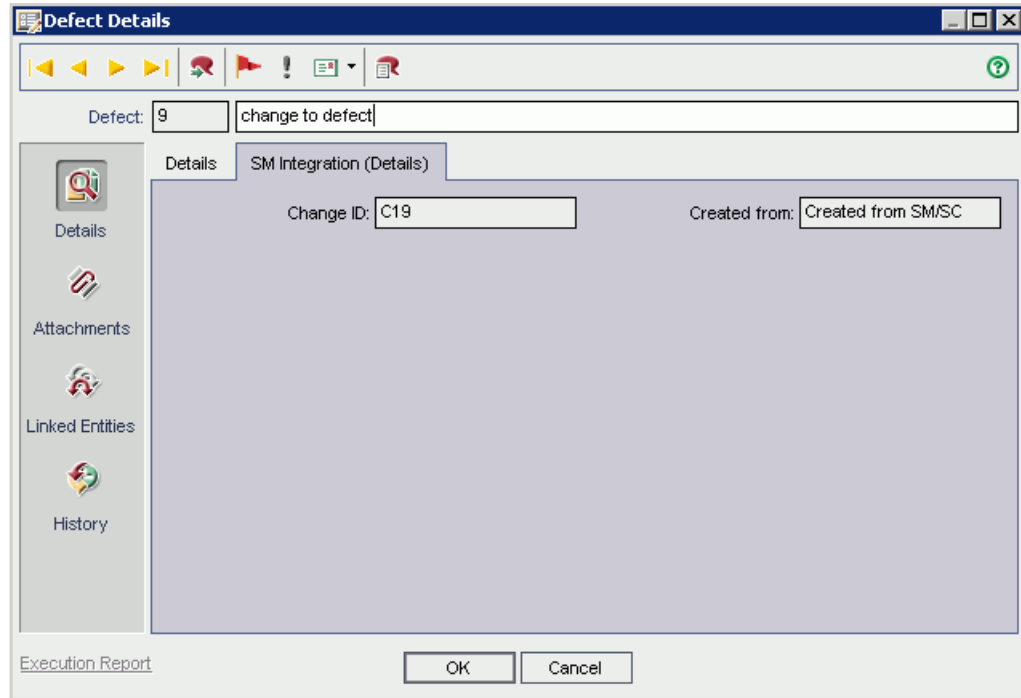 Defect Details
Defect: 9 change to defect
Details SM Integration (Details)
Change ID: C19 Created from: Created from SM/SC
Details
Attachments
Linked Entities
History
Execution Report
OK Cancel